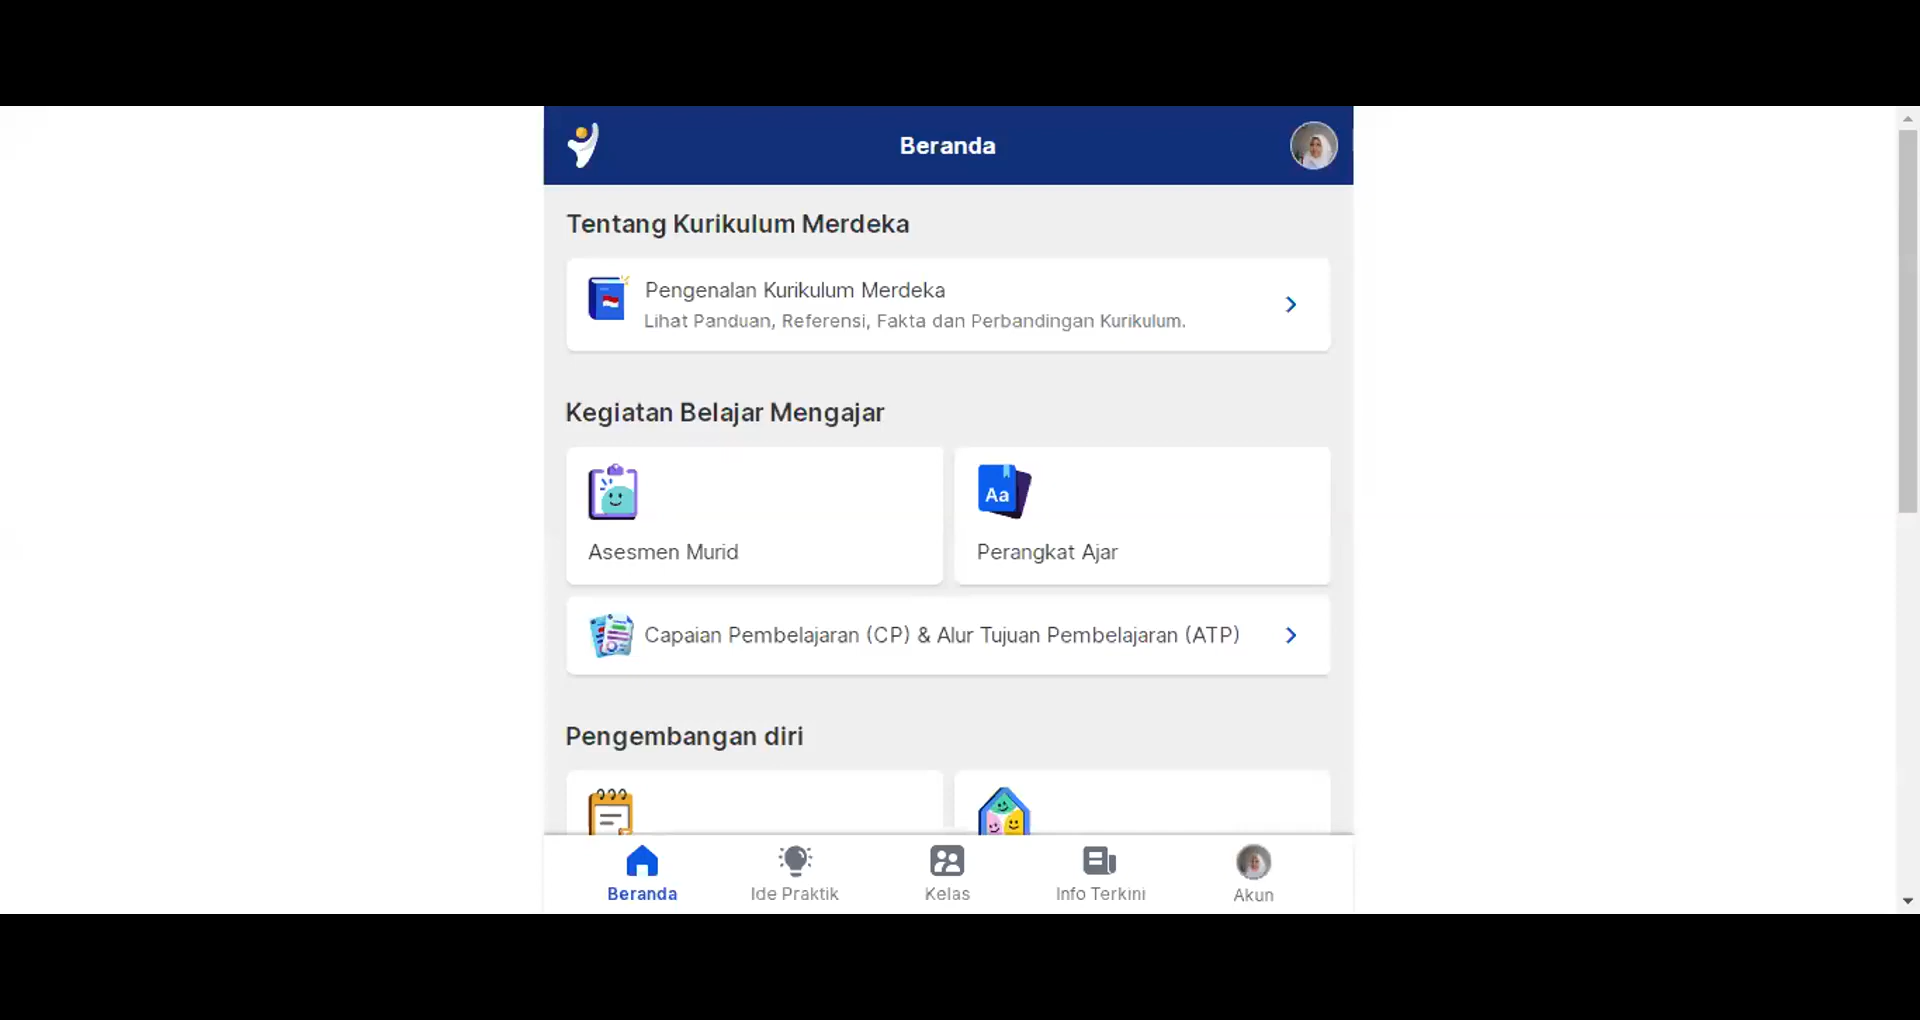 Beranda
Tentang Kurikulum Merdeka
Pengenalan Kurikulum Merdeka
Lihat Panduan, Referensi, Fakta dan Perbandingan Kurikulum.
Kegiatan Belajar Mengajar
Asesmen Murid
Aa
Perangkat Ajar
Capaian Pembelajaran (CP) & Alur Tujuan Pembelajaran (ATP)
Pengembangan diri
Beranda
Ide Praktik
Kelas
Info Terkini
Akun